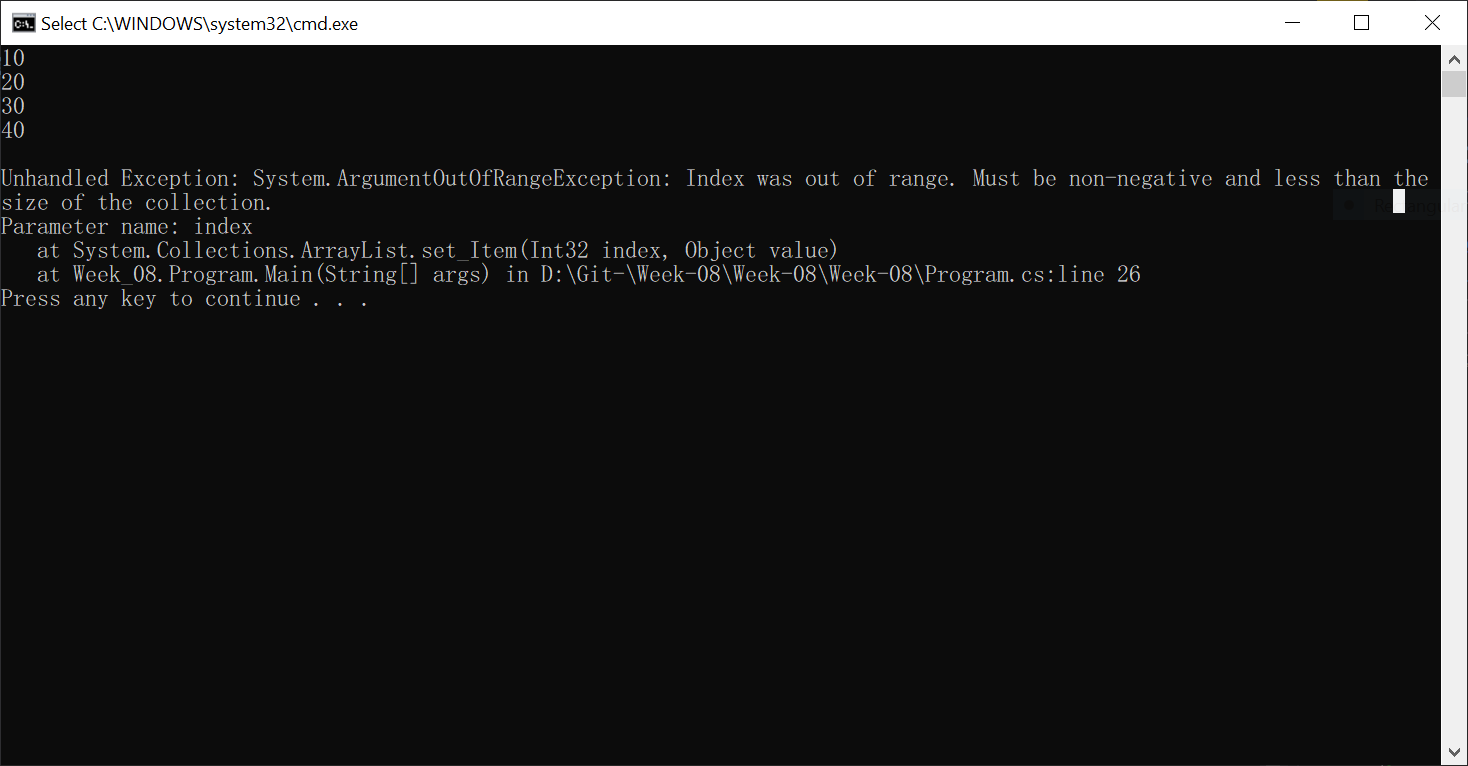 Select C:\WINDOWS\system32\cmd.exe
10
20
30
40
Unhandled Exception: System.ArgumentOutOfRangeException: Index was out of range. Must be non-negative and less than the
size of the collection.
Parameter name: index
   at System.Collections.ArrayList.set_Item(Int32 index, Object value)
   at Week_08.Program.Main(String[] args) in D:\Git-\Week-08\Week-08\Week-08\Program.cs:line 26
Press any key to continue . . .